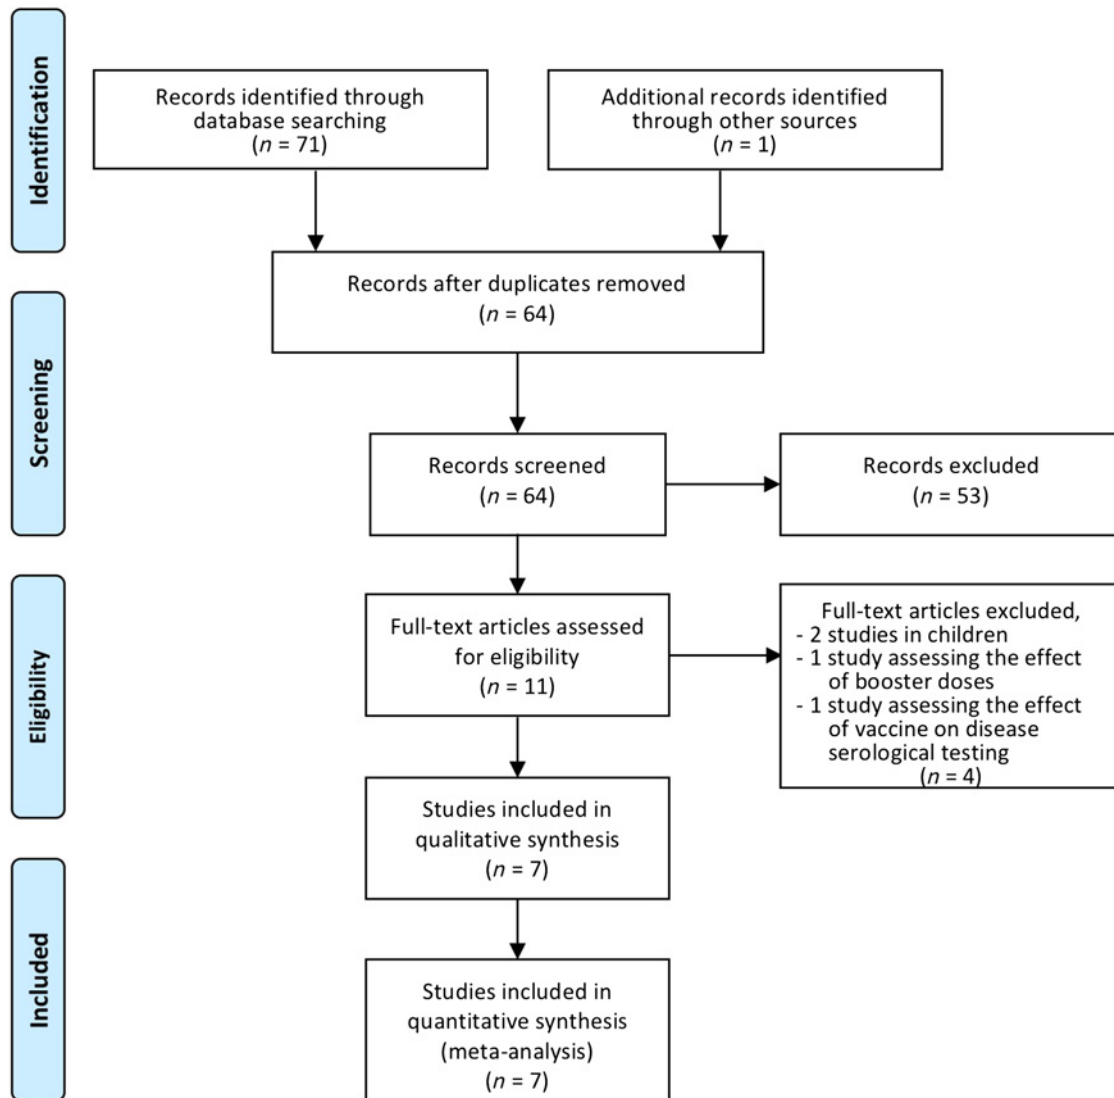 Identification
Records identified through
database searching
(n = 71)
Additional records identified
through other sources
(n = 1)
Records after duplicates removed
(n = 64)
Screening
Records screened
(n = 64)
Records excluded
(n = 53)
Eligibility
Full-text articles assessed
for eligibility
(n = 11)
Full-text articles excluded,
- 2 studies in children
- 1 study assessing the effect
of booster doses
- 1 study assessing the effect
of vaccine on disease
serological testing
(n = 4)
Studies included in
qualitative synthesis
(n = 7)
Included
Studies included in
quantitative synthesis
(meta-analysis)
(n = 7)